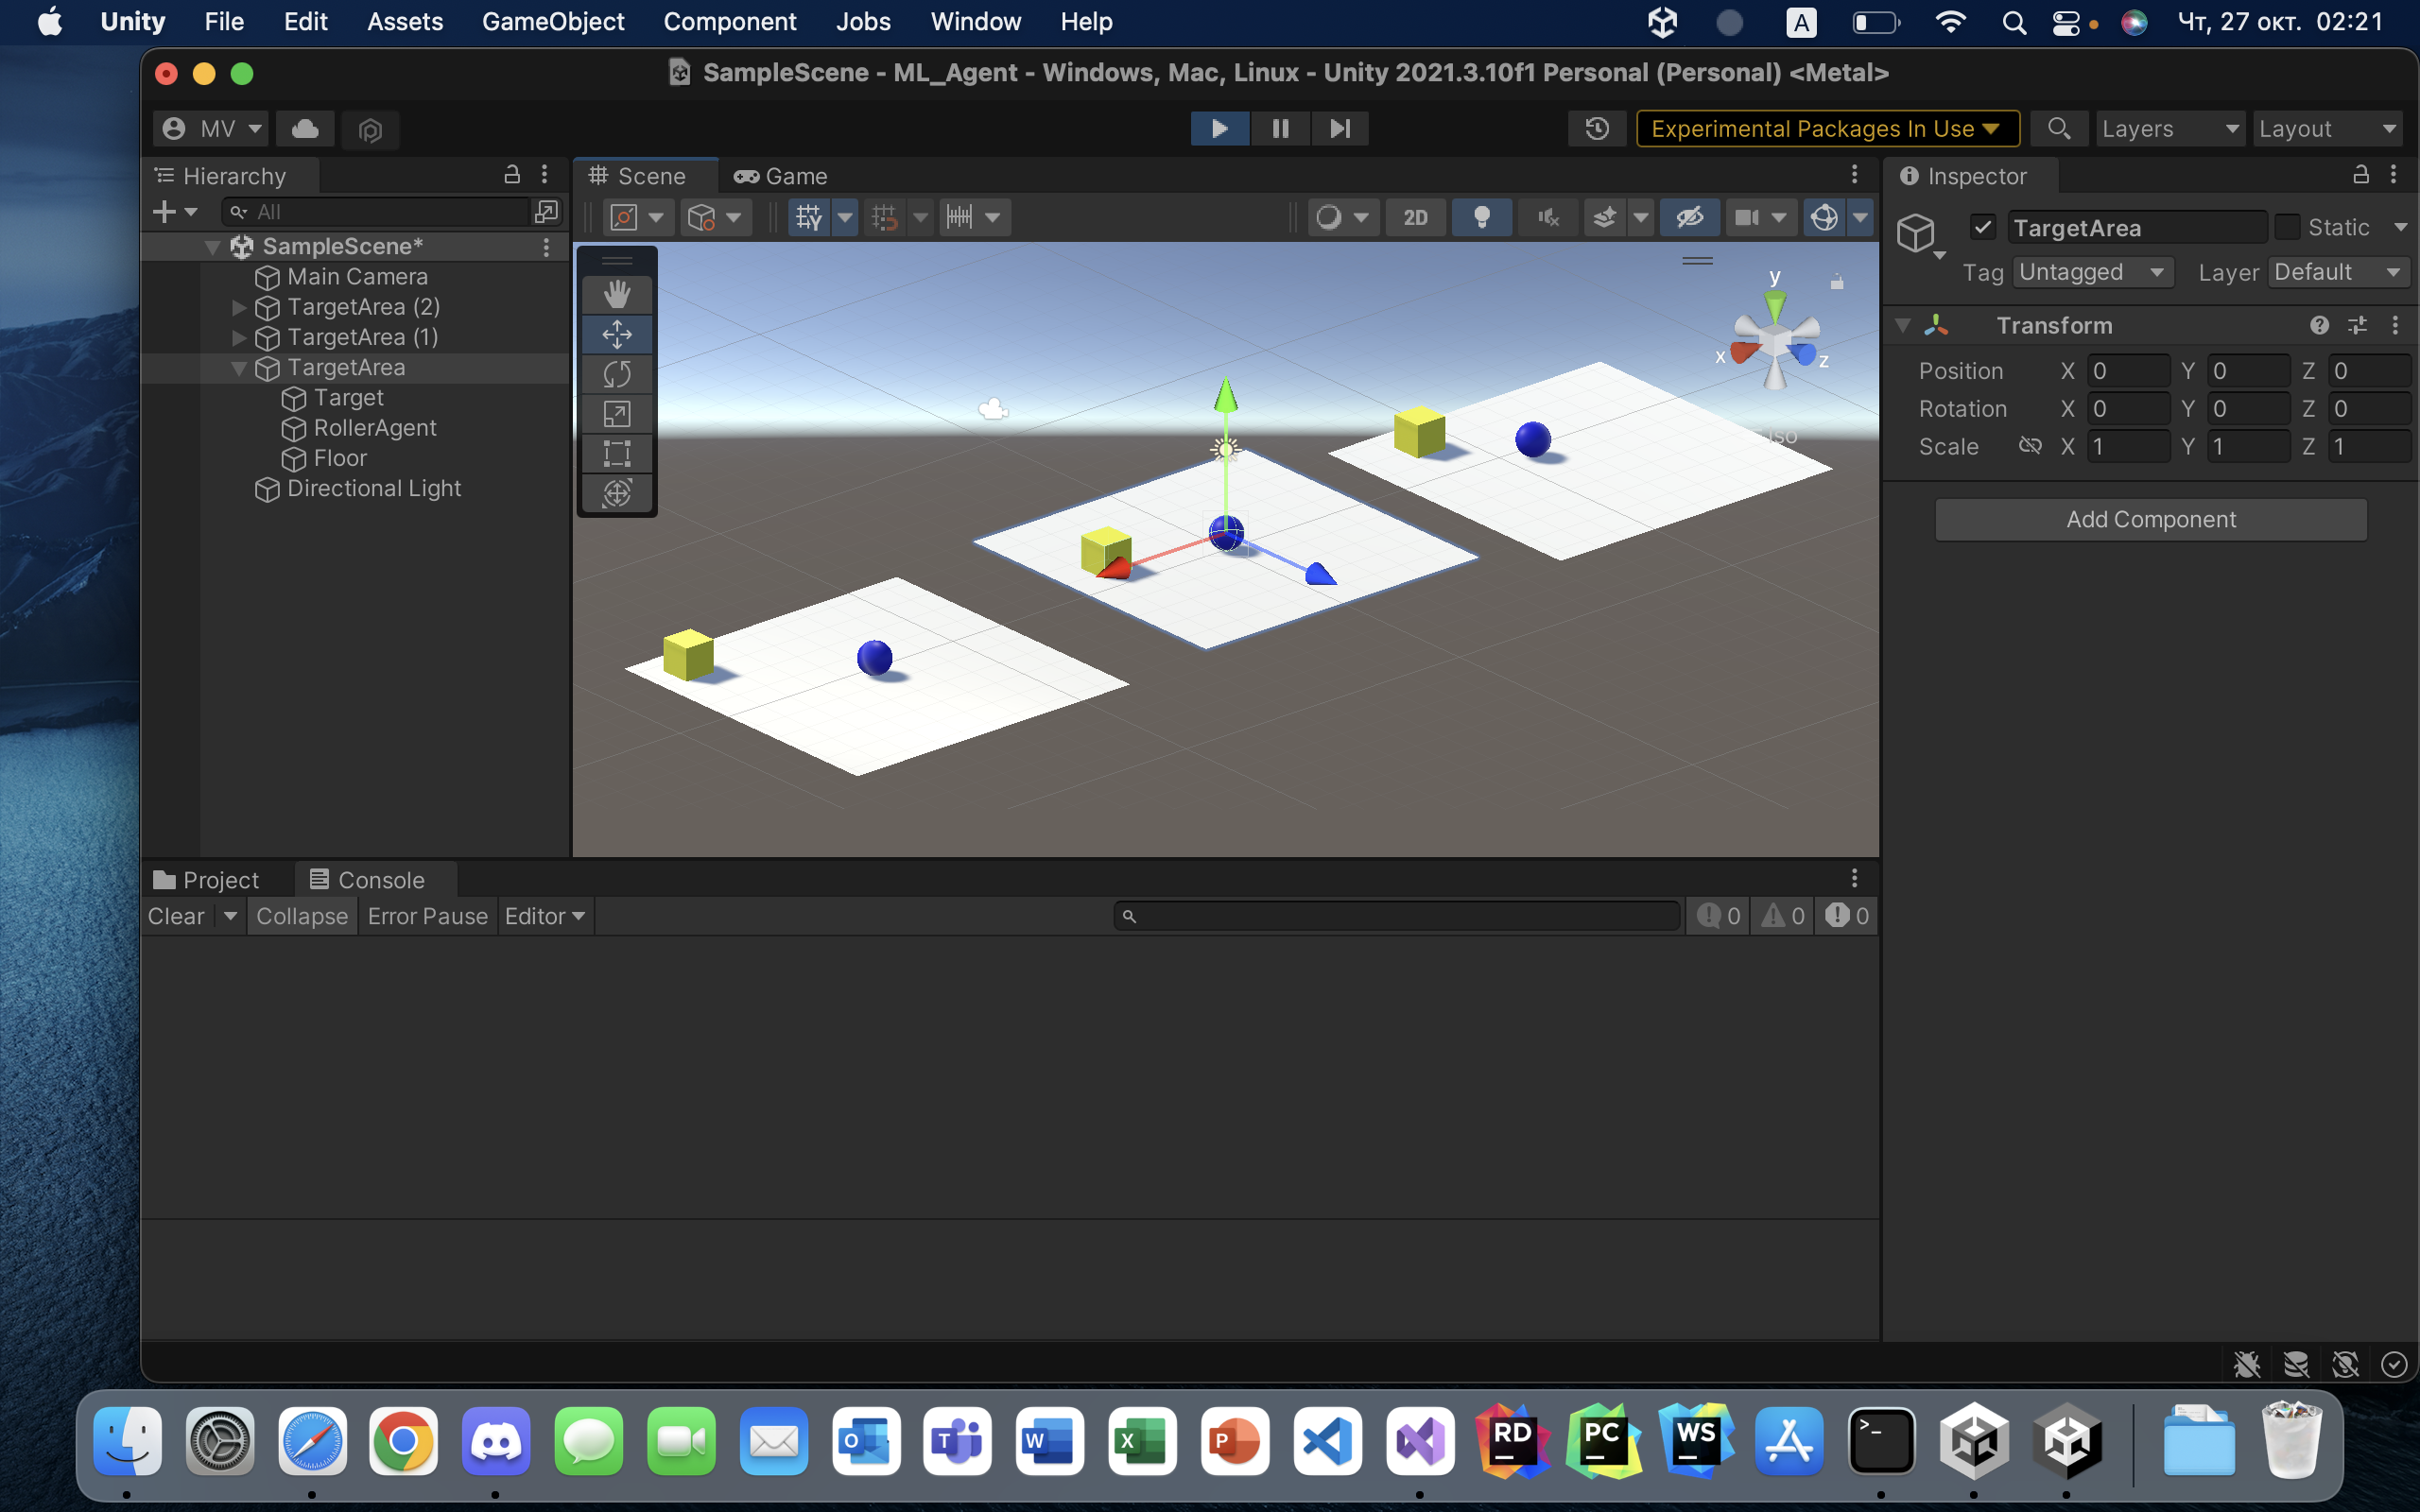 Unity File Edit Assets GameObject Component Jobs Window Help A Чт, 27 окт. 02:21
SampleScene - ML_Agent - Windows, Mac, Linux - Unity 2021.3.10f1 Personal (Personal) <Metal>
MV Experimental Packages In Use Layers Layout
Hierarchy
All
SampleScene*
Main Camera
TargetArea (2)
TargetArea (1)
TargetArea
Target
RollerAgent
Floor
Directional Light
Scene Game
2D
y
x z
Iso
Inspector
TargetArea Static
Tag Untagged Layer Default
Transform
Position X 0 Y 0 Z 0
Rotation X 0 Y 0 Z 0
Scale X 1 Y 1 Z 1
Add Component
Project Console
Clear Collapse Error Pause Editor 0 0 0
O T W X P RD PC WS >_